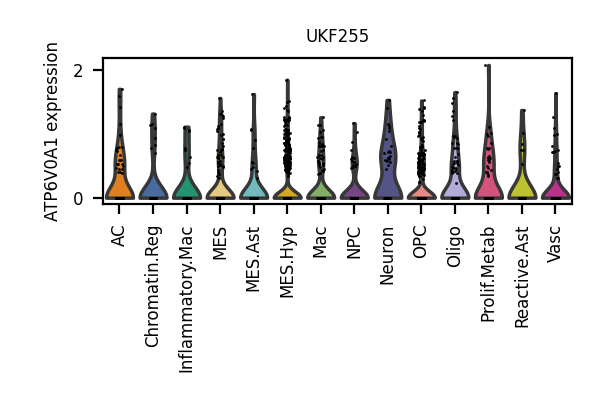 UKF255
ATP6V0A1 expression
2
0
AC
Chromatin.Reg
Inflammatory.Mac
MES
MES.Ast
MES.Hyp
Mac
NPC
Neuron
OPC
Oligo
Prolif.Metab
Reactive.Ast
Vasc